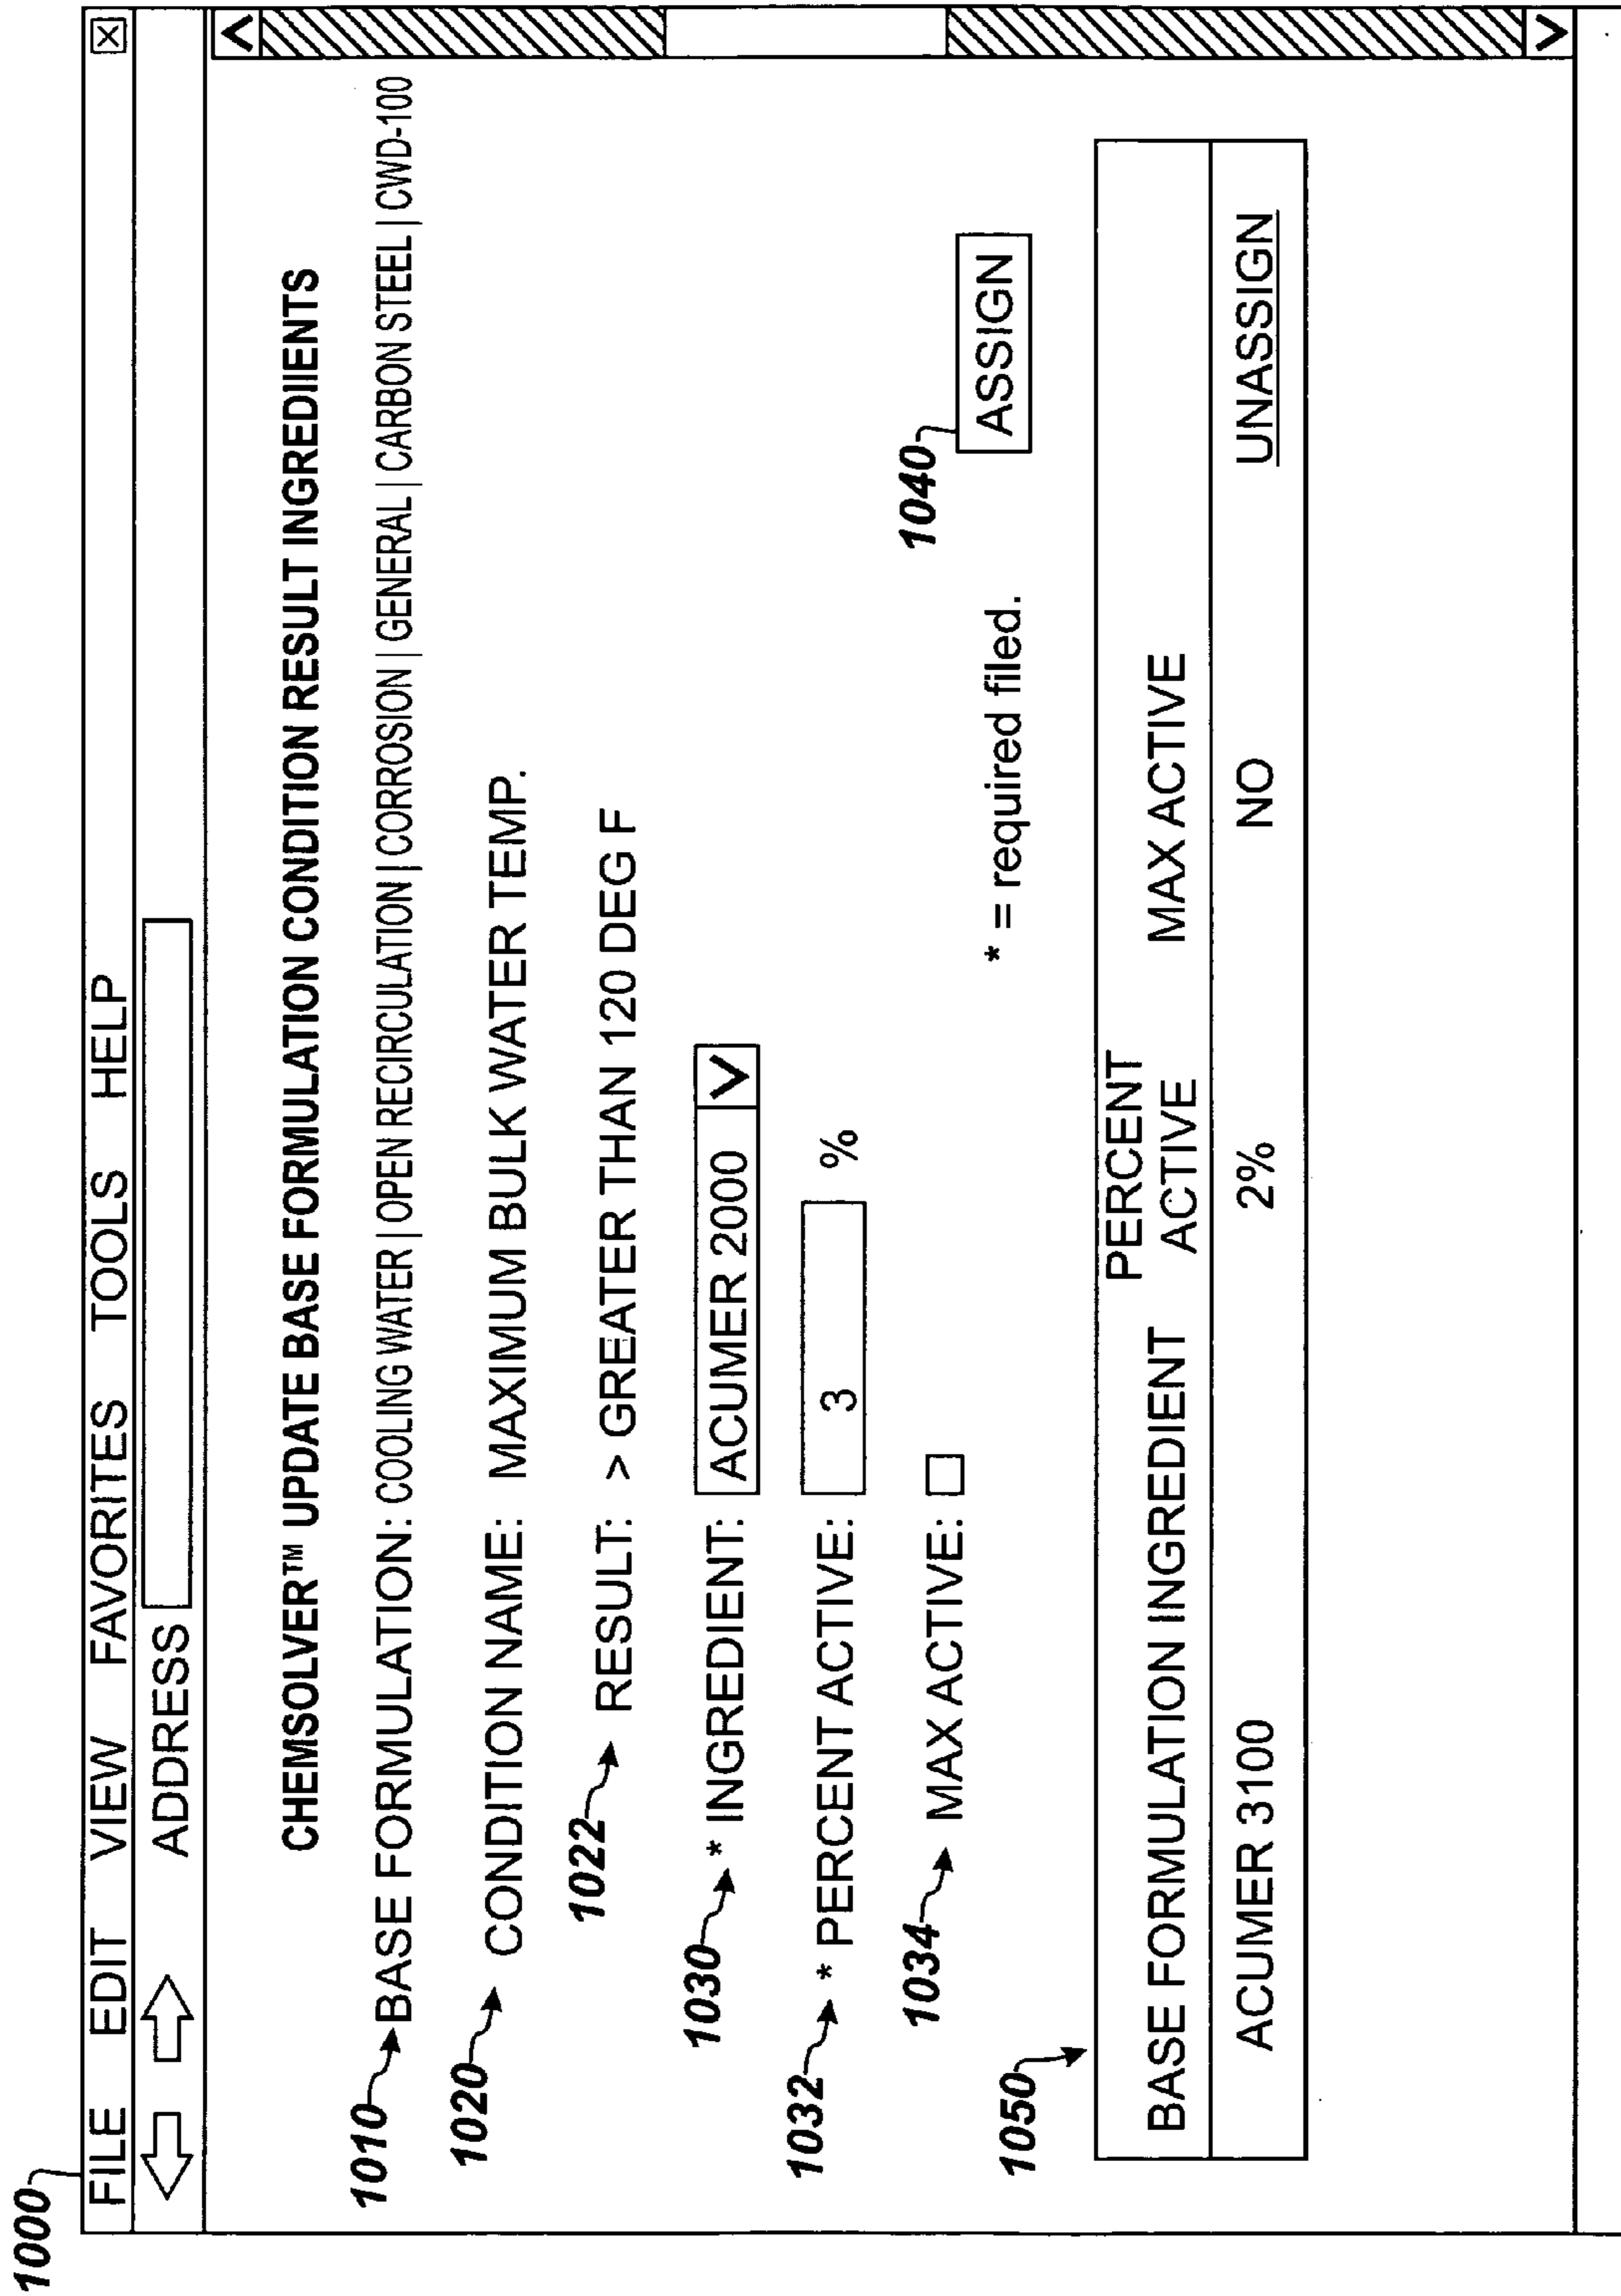 1000
FILE EDIT VIEW FAVORITES TOOLS HELP
ADDRESS
CHEMSOLVER™ UPDATE BASE FORMULATION CONDITION RESULT INGREDIENTS
1010 BASE FORMULATION: COOLING WATER | OPEN RECIRCULATION | CORROSION | GENERAL | CARBON STEEL | CWD-100
1020 CONDITION NAME: MAXIMUM BULK WATER TEMP.
1022 RESULT: > GREATER THAN 120 DEG F
1030 * INGREDIENT: ACUMER 2000
1032 * PERCENT ACTIVE: 3 %
1034 MAX ACTIVE:
1040
* = required filed. ASSIGN
1050
BASE FORMULATION INGREDIENT PERCENT ACTIVE MAX ACTIVE
ACUMER 3100 2% NO UNASSIGN